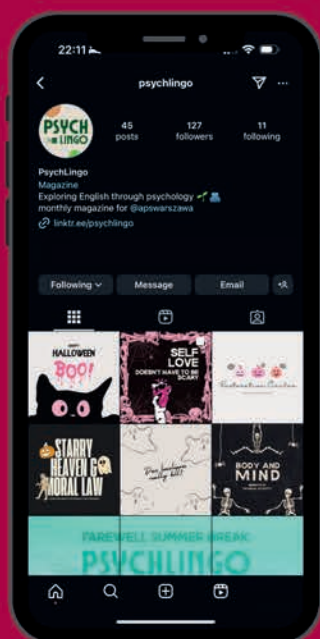 22:11
psychlingo
PSYCH
LINGO
45
posts
127
followers
11
following
PsychLingo
Magazine
Exploring English through psychology
monthly magazine for @apswarszawa
linktr.ee/psychlingo
Following
Message
Email
HALLOWEEN
BOO!
SELF
LOVE
DOESN'T HAVE TO BE
SCARY
STARRY
HEAVEN &
MORAL LAW
BODY AND
MIND
FAREWELL SUMMER BREAK
PSYCHLINGO